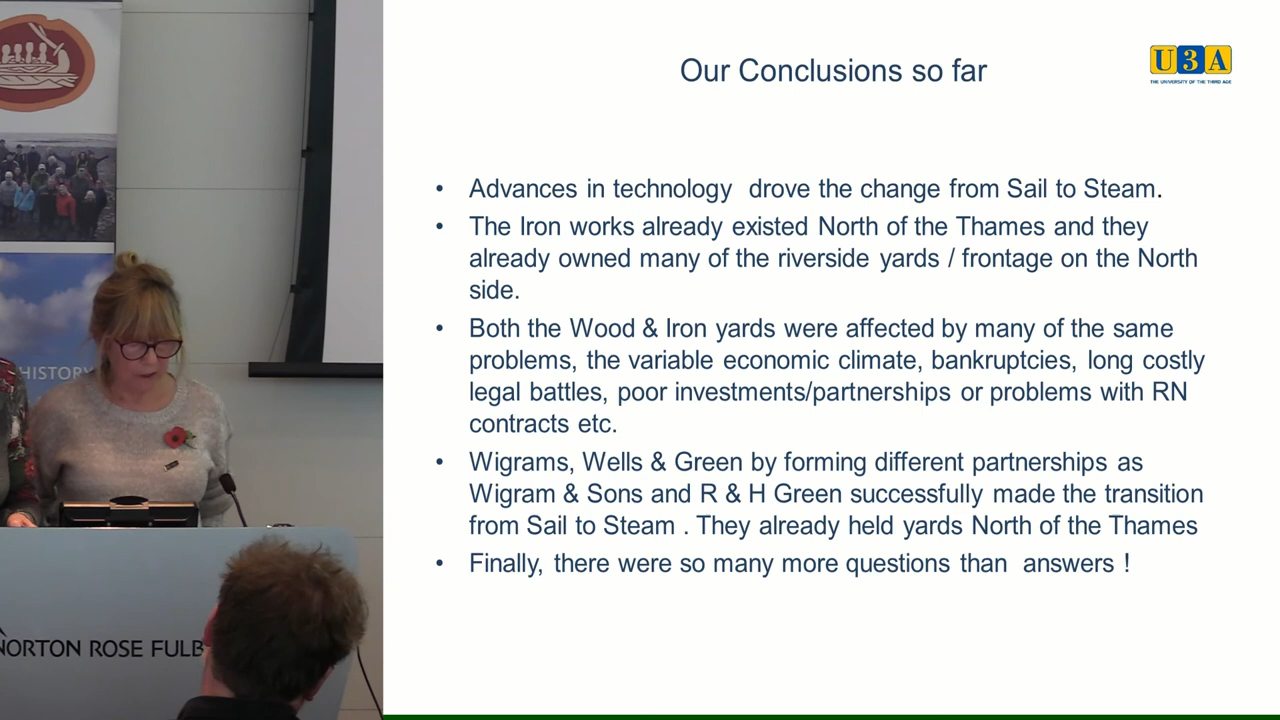 Our Conclusions so far
U3A
THE UNIVERSITY OF THE THIRD AGE
• Advances in technology drove the change from Sail to Steam.
• The Iron works already existed North of the Thames and they
already owned many of the riverside yards / frontage on the North
side.
• Both the Wood & Iron yards were affected by many of the same
problems, the variable economic climate, bankruptcies, long costly
legal battles, poor investments/partnerships or problems with RN
contracts etc.
• Wigrams, Wells & Green by forming different partnerships as
Wigram & Sons and R & H Green successfully made the transition
from Sail to Steam . They already held yards North of the Thames
• Finally, there were so many more questions than answers !
HISTORY
NORTON ROSE FULB